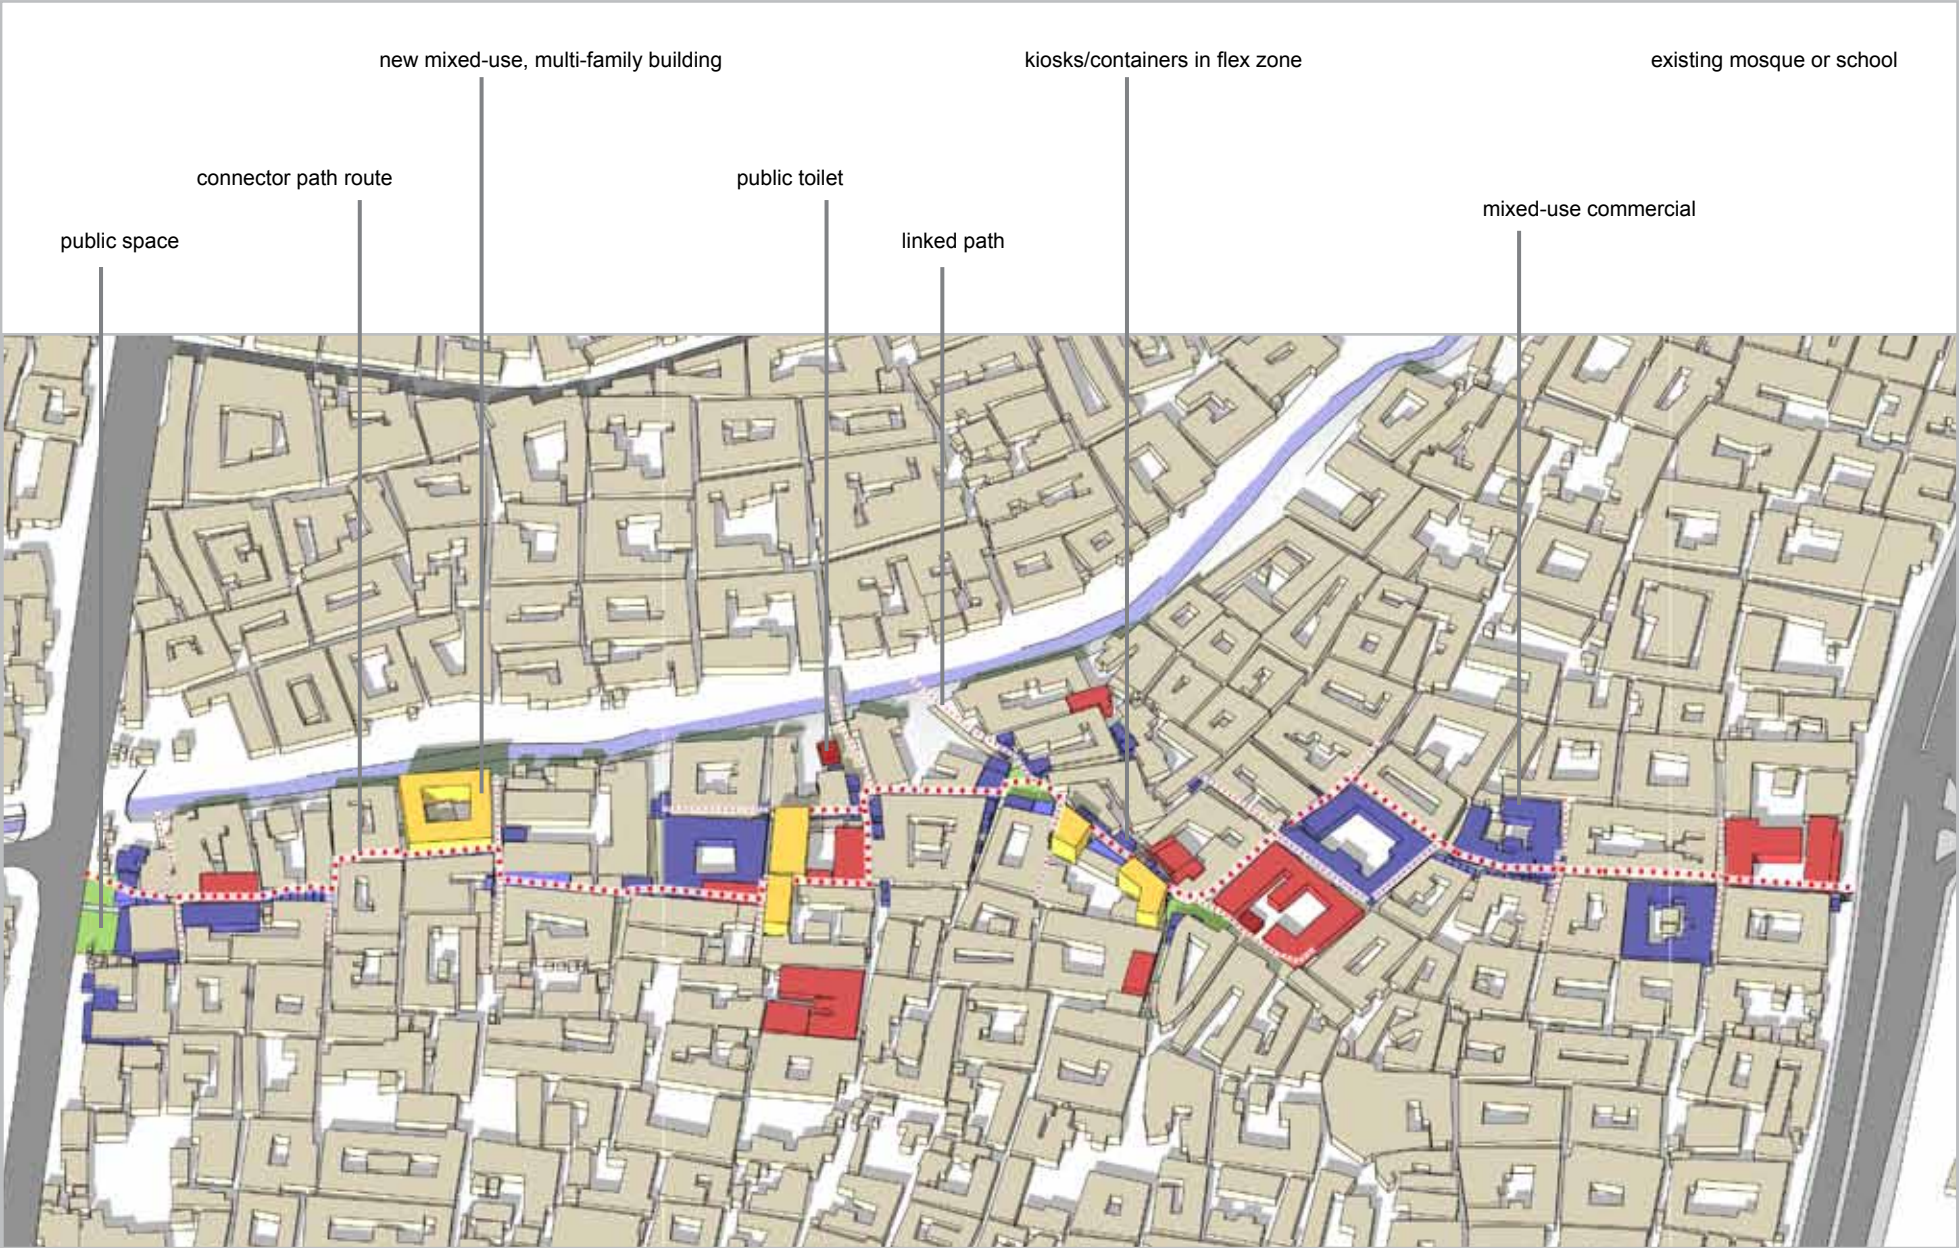 new mixed-use, multi-family building
kiosks/containers in flex zone
existing mosque or school
connector path route
public toilet
mixed-use commercial
public space
linked path